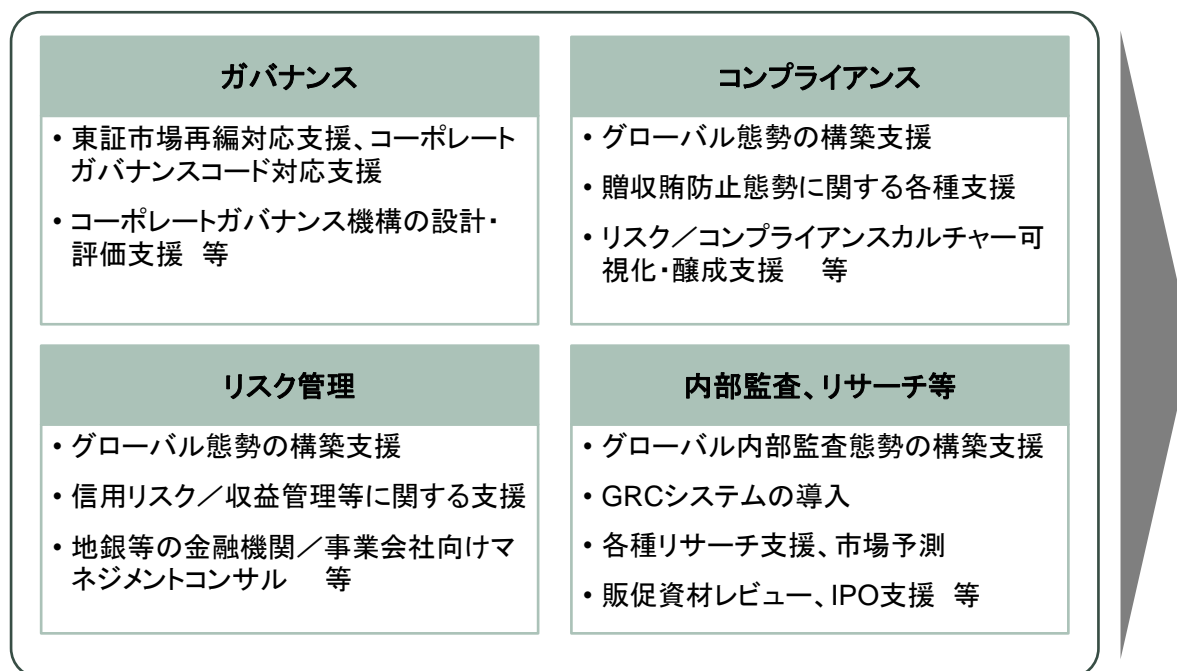 ガバナンス
• 東証市場再編対応支援、コーポレート
ガバナンスコード対応支援
• コーポレートガバナンス機構の設計・
評価支援 等
コンプライアンス
• グローバル態勢の構築支援
• 贈収賄防止態勢に関する各種支援
• リスク／コンプライアンスカルチャー可
視化・醸成支援 等
リスク管理
• グローバル態勢の構築支援
• 信用リスク／収益管理等に関する支援
• 地銀等の金融機関／事業会社向けマ
ネジメントコンサル 等
内部監査、リサーチ等
• グローバル内部監査態勢の構築支援
• GRCシステムの導入
• 各種リサーチ支援、市場予測
• 販促資材レビュー、IPO支援 等